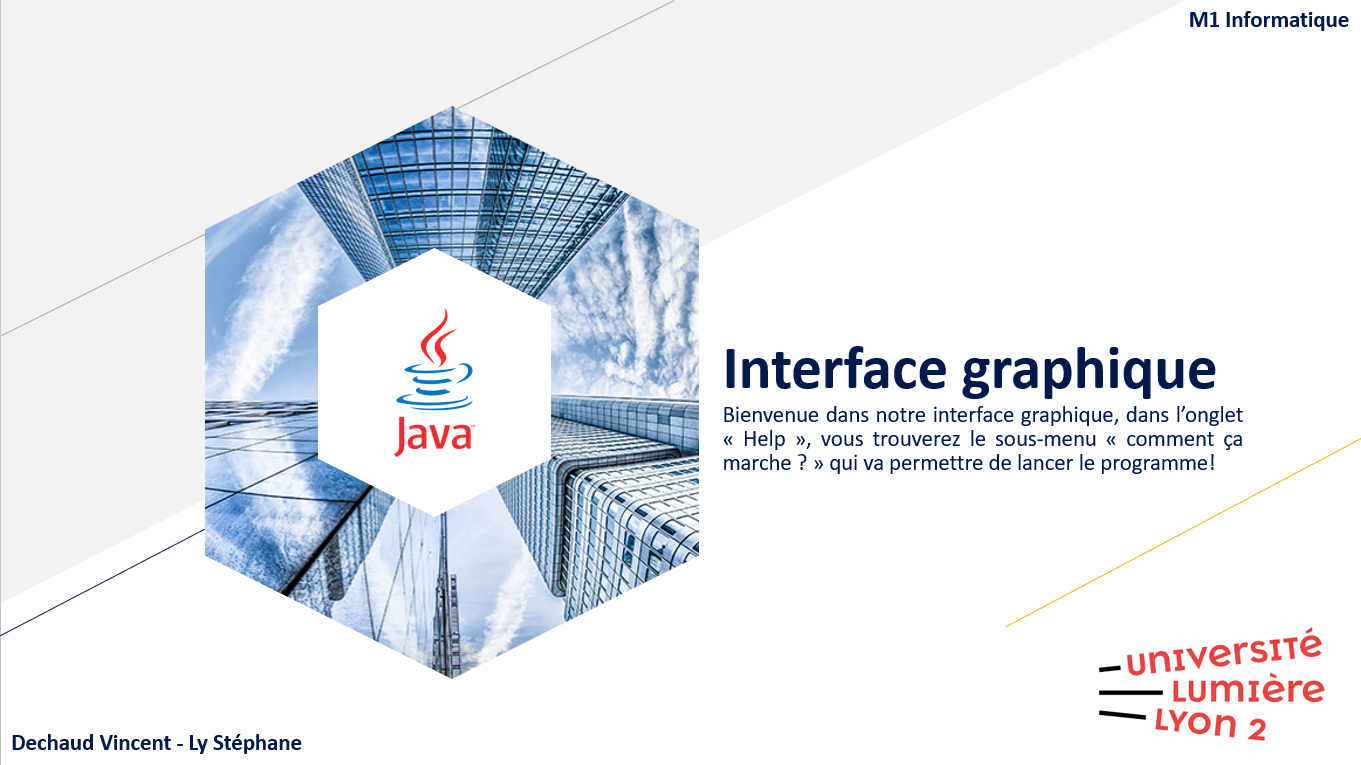 M1 Informatique
Java
Interface graphique
Bienvenue dans notre interface graphique, dans l’onglet
« Help », vous trouverez le sous-menu « comment ça
marche ? » qui va permettre de lancer le programme!
université
Lumière
Lyon 2
Dechaud Vincent - Ly Stéphane